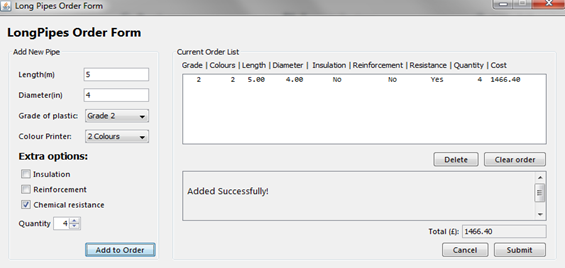 Long Pipes Order Form
LongPipes Order Form
Add New Pipe
Length(m) 5
Diameter(in) 4
Grade of plastic: Grade 2
Colour Printer: 2 Colours
Extra options:
Insulation
Reinforcement
Chemical resistance
Quantity 4
Add to Order
Current Order List
Grade | Colours | Length | Diameter | Insulation | Reinforcement | Resistance | Quantity | Cost
2 2 5.00 4.00 No No Yes 4 1466.40
Delete Clear order
Added Successfully!
Total (£): 1466.40
Cancel Submit